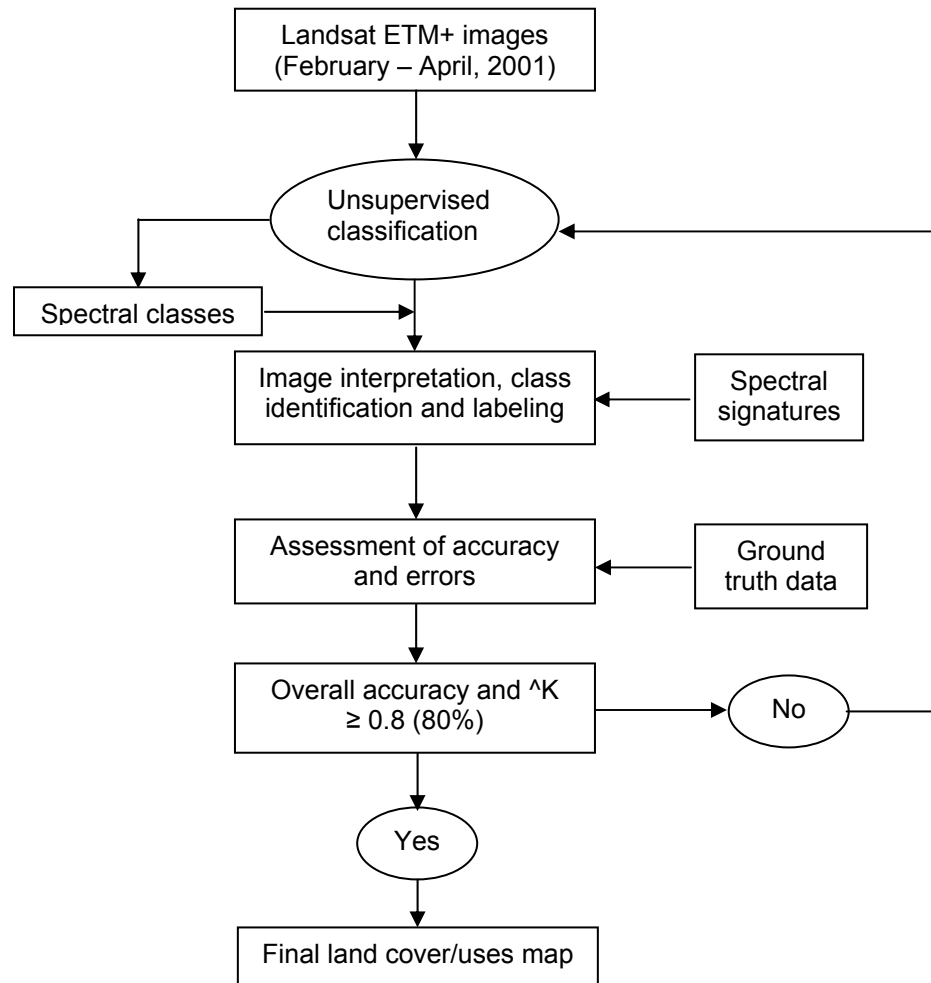 Landsat ETM+ images
(February – April, 2001)
Unsupervised
classification
Spectral classes
Image interpretation, class
identification and labeling
Spectral
signatures
Assessment of accuracy
and errors
Ground
truth data
Overall accuracy and ^K
≥ 0.8 (80%)
No
Yes
Final land cover/uses map